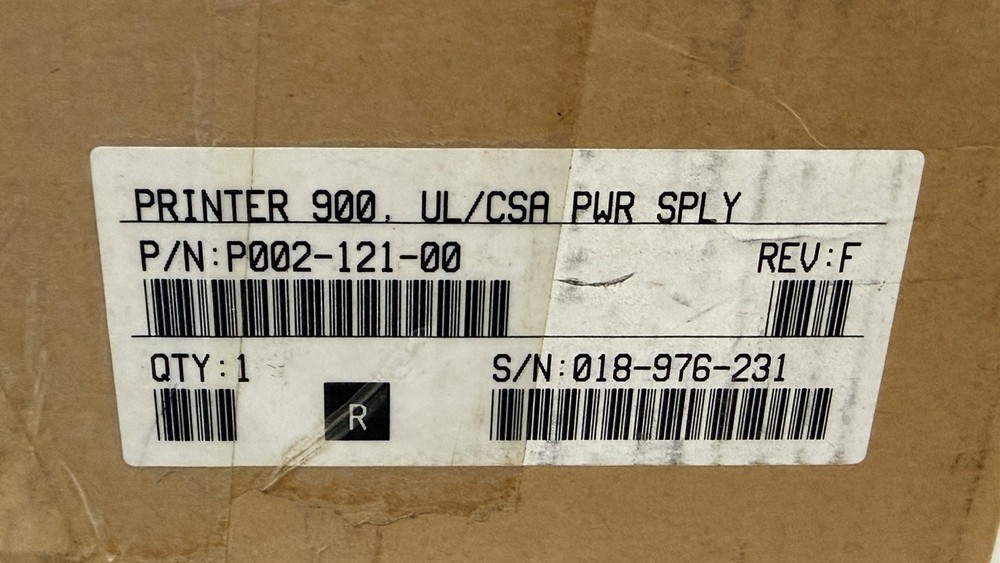 PRINTER 900, UL/CSA PWR SPLY
P/N:P002-121-00
REV:F
QTY:1
S/N:018-976-231
R